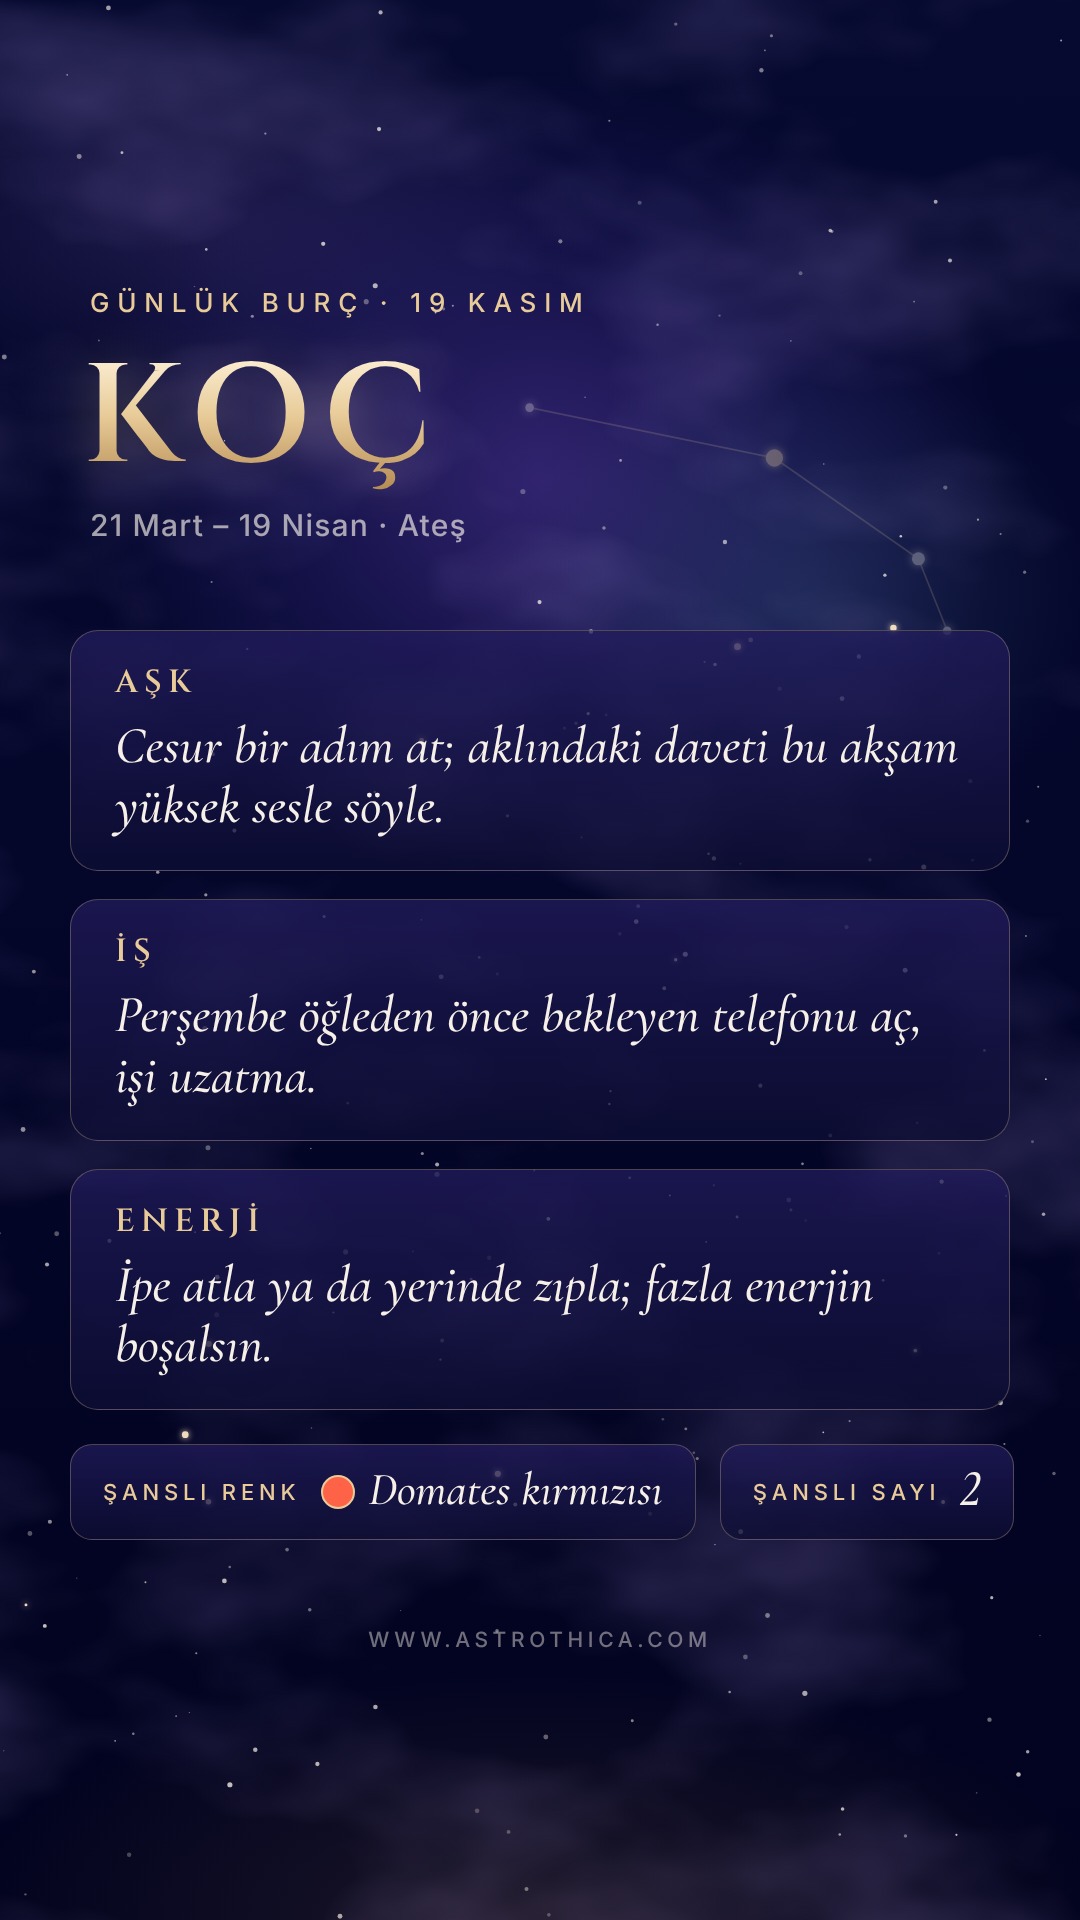 GÜNLÜK BURÇ · 19 KASIM
KOÇ
21 Mart – 19 Nisan · Ateş
AŞK
Cesur bir adım at; aklındaki daveti bu akşam
yüksek sesle söyle.
İŞ
Perşembe öğleden önce bekleyen telefonu aç,
işi uzatma.
ENERJİ
İpe atla ya da yerinde zıpla; fazla enerjin
boşalsın.
ŞANSLI RENK Domates kırmızısı
ŞANSLI SAYI 2
WWW.ASTROTHICA.COM